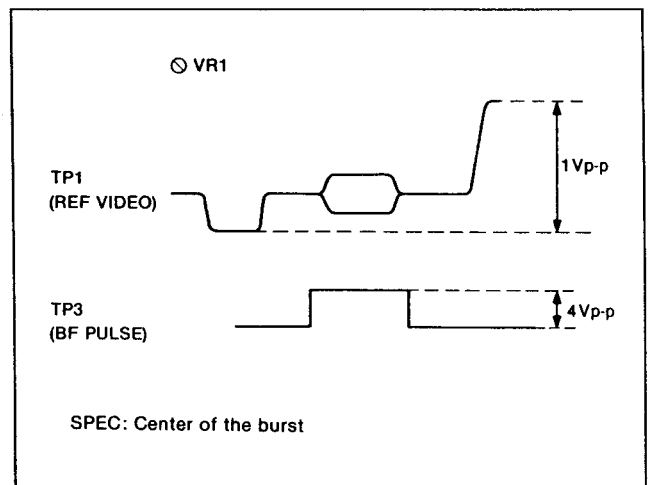 ⦸ VR1
TP1
(REF VIDEO)
1Vp-p
TP3
(BF PULSE)
4Vp-p
SPEC: Center of the burst